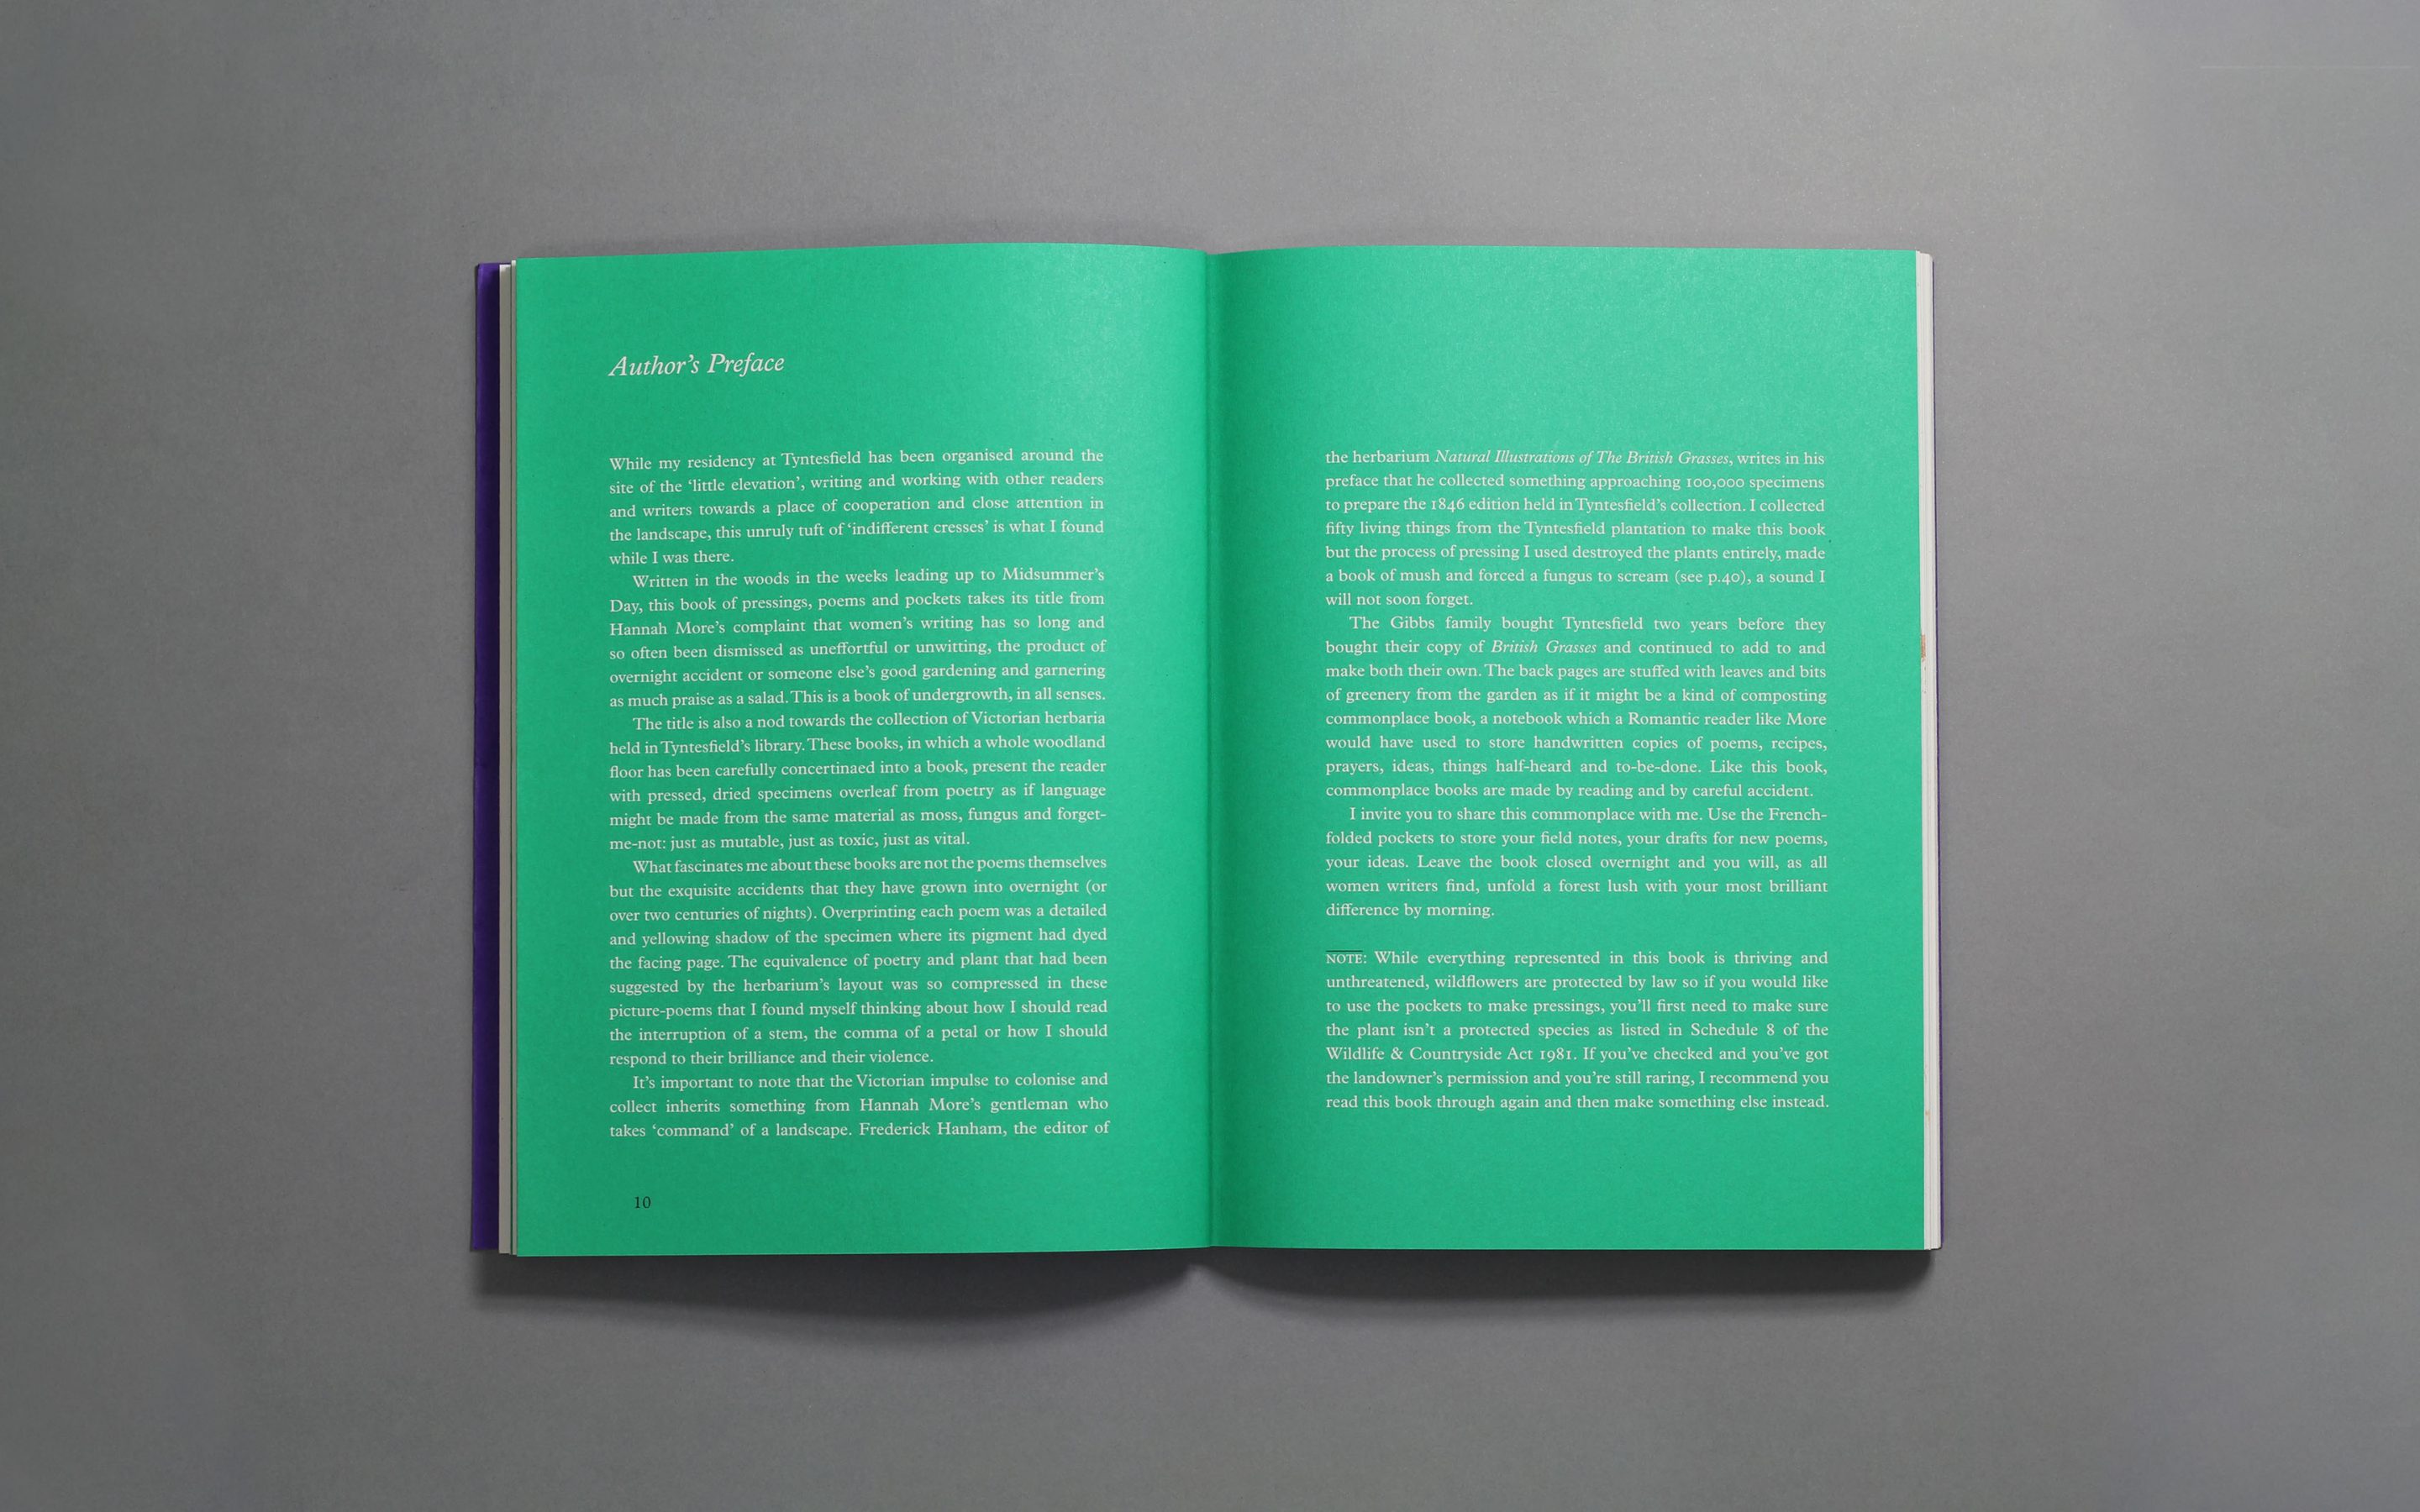 Author’s Preface
While my residency at Tyntesfield has been organised around the
site of the ‘little elevation’, writing and working with other readers
and writers towards a place of cooperation and close attention in
the landscape, this unruly tuft of ‘indifferent cresses’ is what I found
while I was there.
Written in the woods in the weeks leading up to Midsummer’s
Day, this book of pressings, poems and pockets takes its title from
Hannah More’s complaint that women’s writing has so long and
so often been dismissed as uneffortful or unwitting, the product of
overnight accident or someone else’s good gardening and garnering
as much praise as a salad. This is a book of undergrowth, in all senses.
The title is also a nod towards the collection of Victorian herbaria
held in Tyntesfield’s library. These books, in which a whole woodland
floor has been carefully concertinaed into a book, present the reader
with pressed, dried specimens overleaf from poetry as if language
might be made from the same material as moss, fungus and forget-
me-not: just as mutable, just as toxic, just as vital.
What fascinates me about these books are not the poems themselves
but the exquisite accidents that they have grown into overnight (or
over two centuries of nights). Overprinting each poem was a detailed
and yellowing shadow of the specimen where its pigment had dyed
the facing page. The equivalence of poetry and plant that had been
suggested by the herbarium’s layout was so compressed in these
picture-poems that I found myself thinking about how I should read
the interruption of a stem, the comma of a petal or how I should
respond to their brilliance and their violence.
It’s important to note that the Victorian impulse to colonise and
collect inherits something from Hannah More’s gentleman who
takes ‘command’ of a landscape. Frederick Hanham, the editor of
10
the herbarium Natural Illustrations of The British Grasses, writes in his
preface that he collected something approaching 100,000 specimens
to prepare the 1846 edition held in Tyntesfield’s collection. I collected
fifty living things from the Tyntesfield plantation to make this book
but the process of pressing I used destroyed the plants entirely, made
a book of mush and forced a fungus to scream (see p.40), a sound I
will not soon forget.
The Gibbs family bought Tyntesfield two years before they
bought their copy of British Grasses and continued to add to and
make both their own. The back pages are stuffed with leaves and bits
of greenery from the garden as if it might be a kind of composting
commonplace book, a notebook which a Romantic reader like More
would have used to store handwritten copies of poems, recipes,
prayers, ideas, things half-heard and to-be-done. Like this book,
commonplace books are made by reading and by careful accident.
I invite you to share this commonplace with me. Use the French-
folded pockets to store your field notes, your drafts for new poems,
your ideas. Leave the book closed overnight and you will, as all
women writers find, unfold a forest lush with your most brilliant
difference by morning.
NOTE: While everything represented in this book is thriving and
unthreatened, wildflowers are protected by law so if you would like
to use the pockets to make pressings, you’ll first need to make sure
the plant isn’t a protected species as listed in Schedule 8 of the
Wildlife & Countryside Act 1981. If you’ve checked and you’ve got
the landowner’s permission and you’re still raring, I recommend you
read this book through again and then make something else instead.